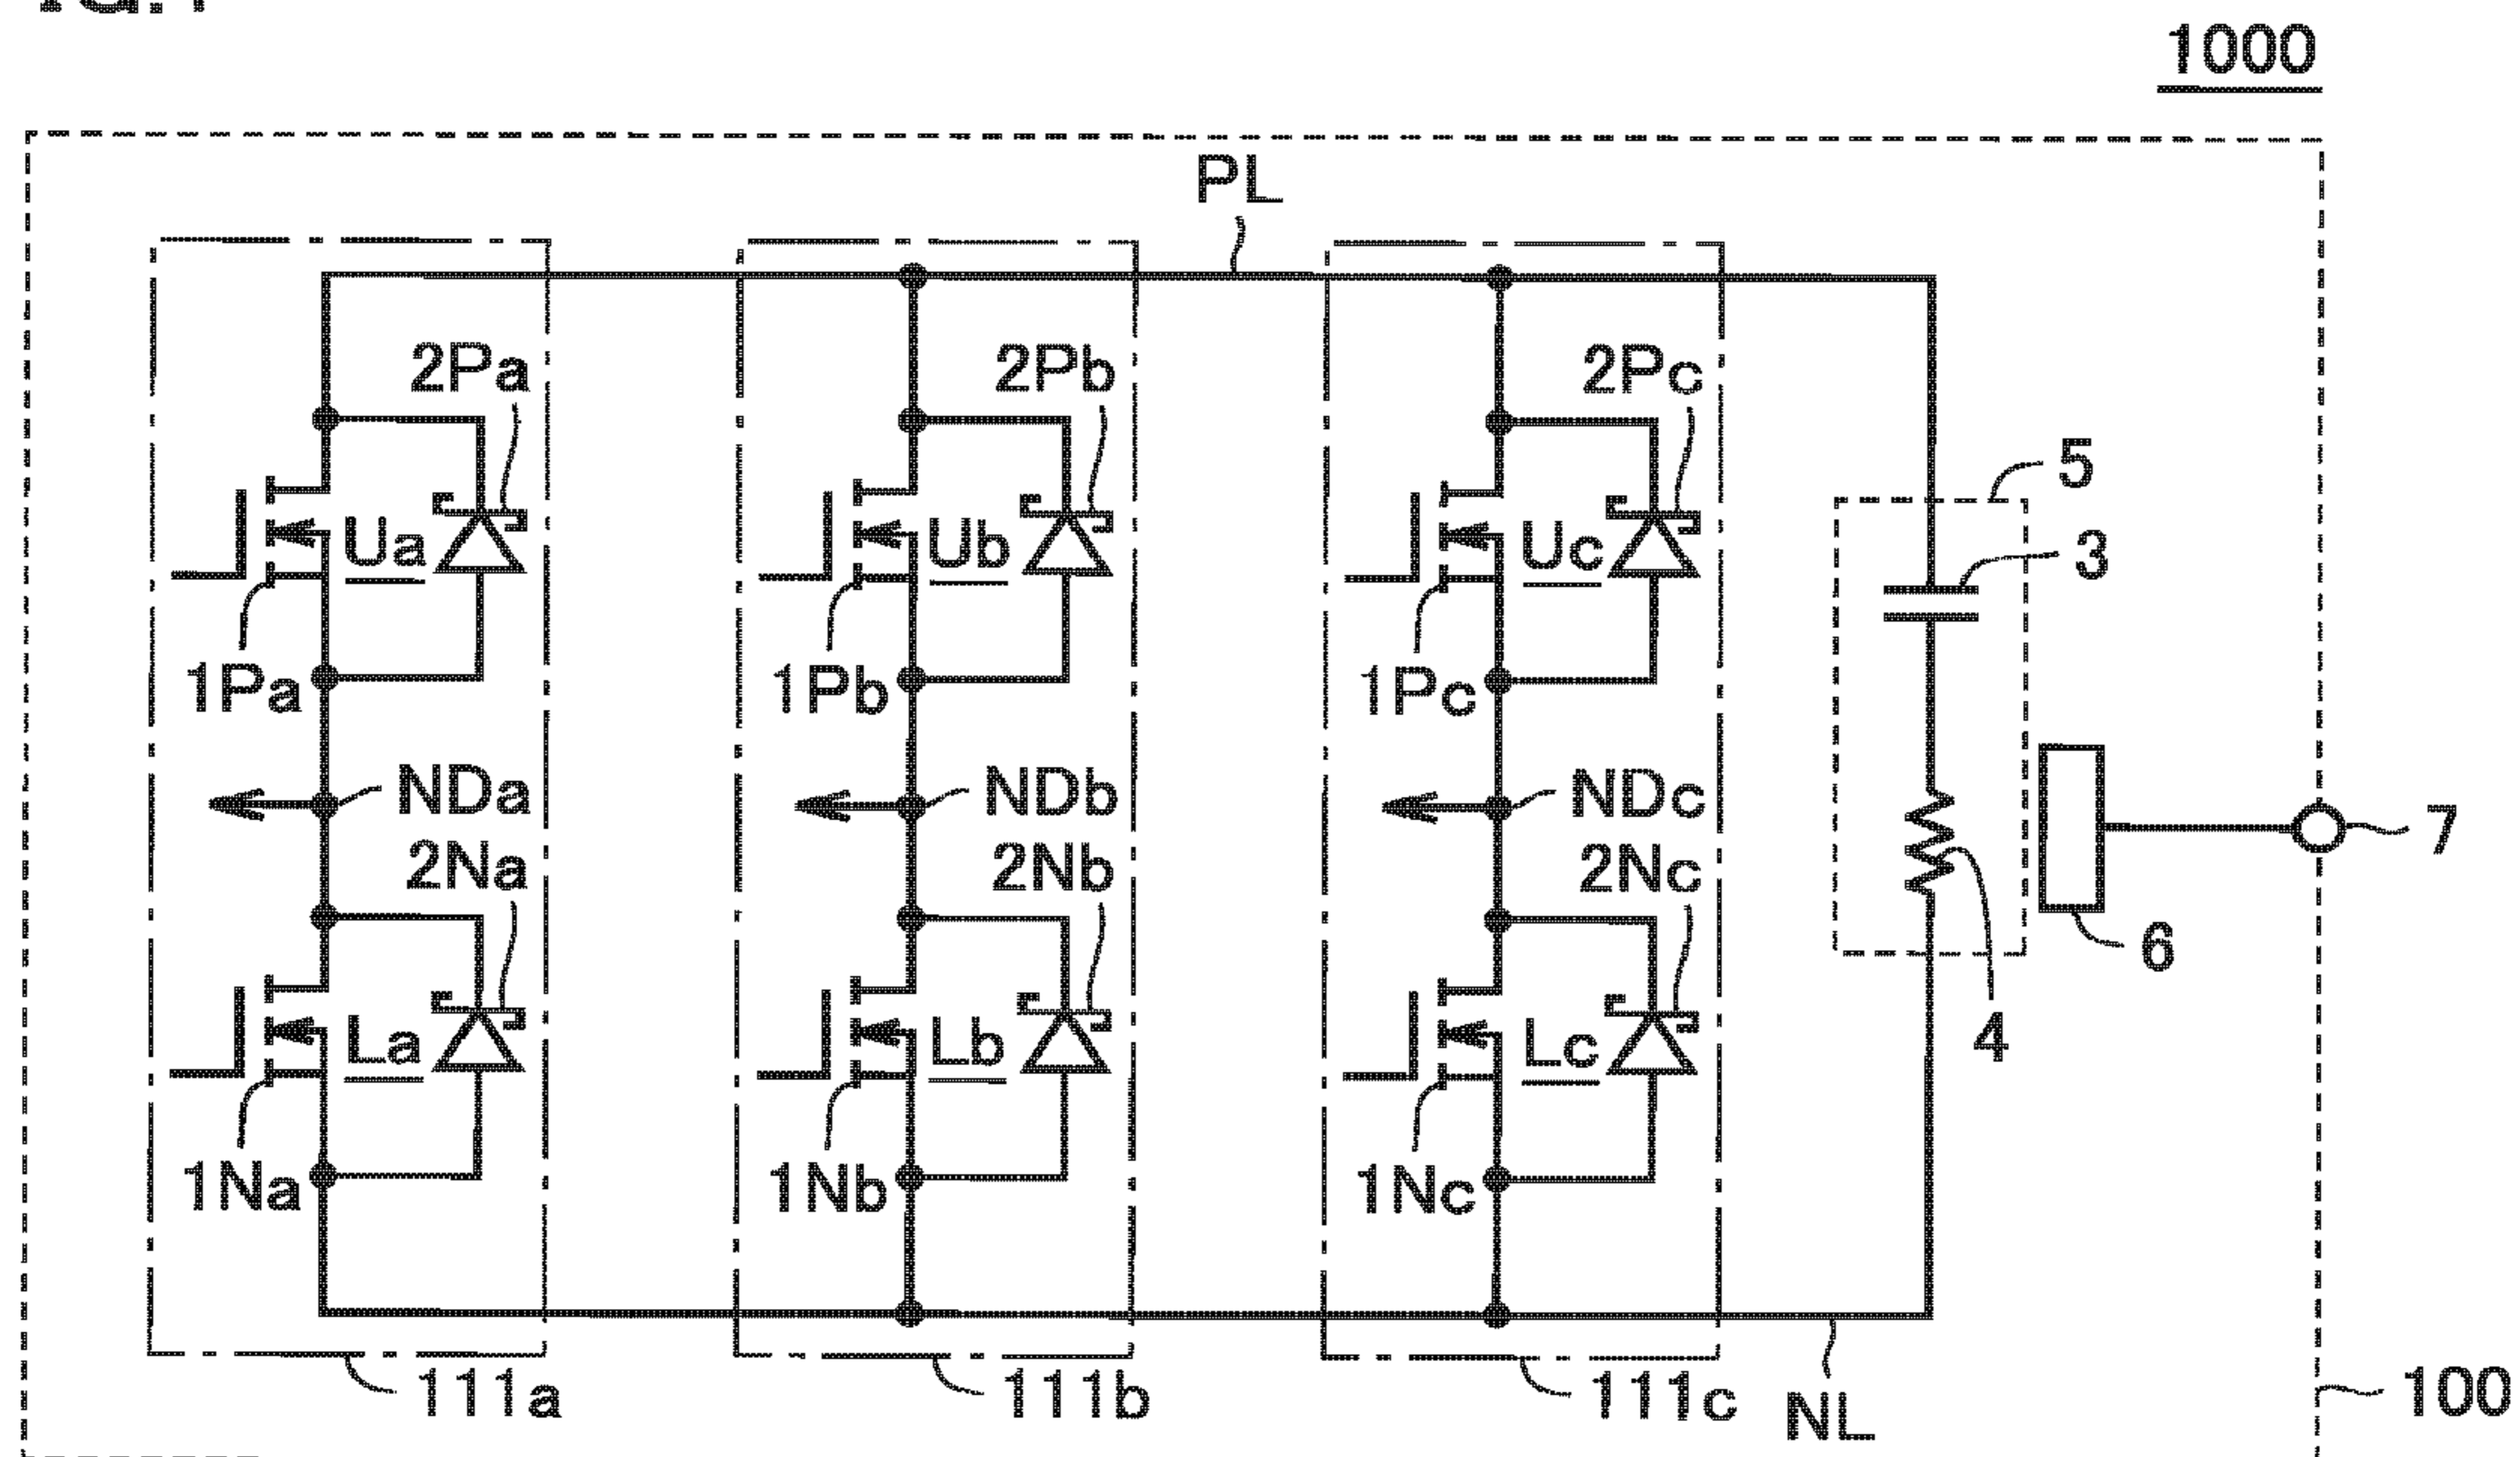 1000
PL
2Pa
2Pb
2Pc
5
Ua
Ub
Uc
3
1Pa
1Pb
1Pc
NDa
NDb
NDc
7
2Na
2Nb
2Nc
6
La
Lb
Lc
4
1Na
1Nb
1Nc
111a
111b
111c
NL
100